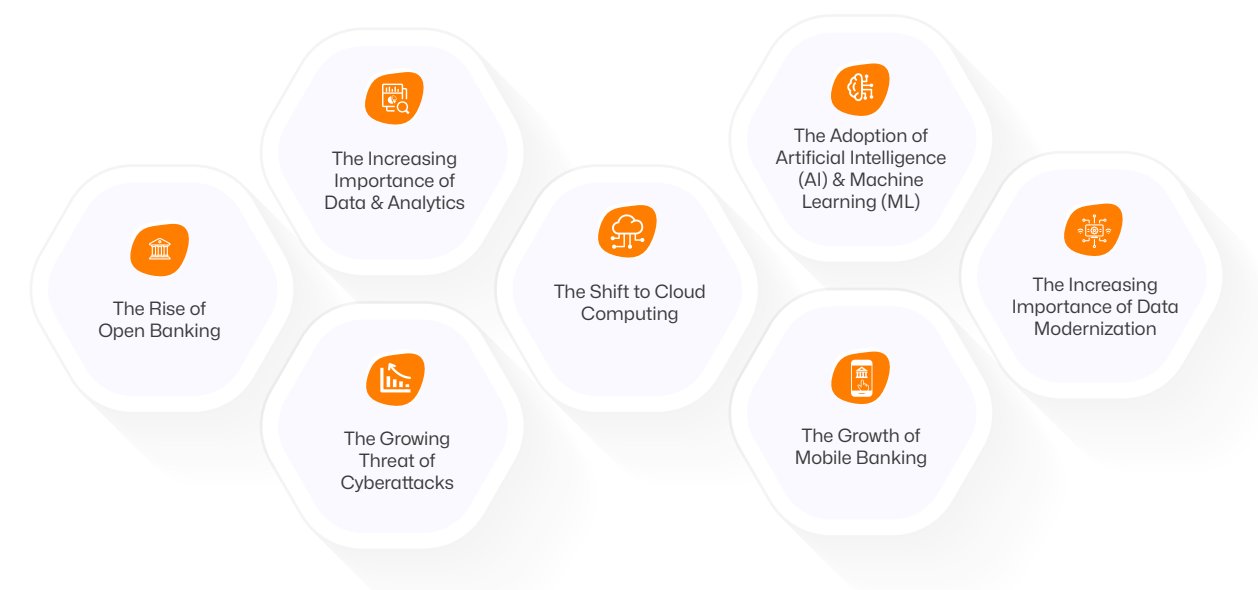 The Increasing
Importance of
Data & Analytics
The Adoption of
Artificial Intelligence
(AI) & Machine
Learning (ML)
The Rise of
Open Banking
The Shift to Cloud
Computing
The Increasing
Importance of Data
Modernization
The Growing
Threat of
Cyberattacks
The Growth of
Mobile Banking